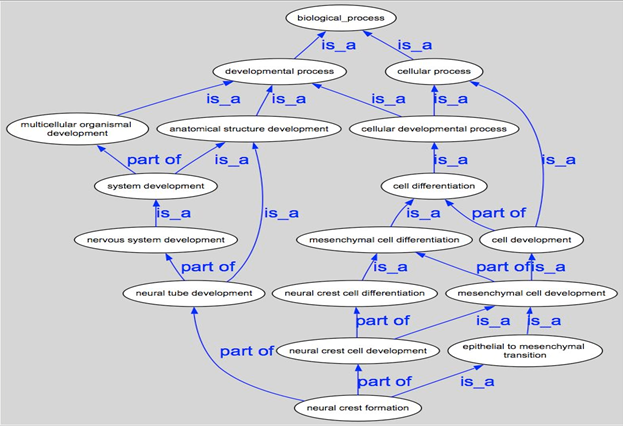 biological_process
is_a
is_a
developmental process
cellular process
is_a
is_a
is_a
is_a
multicellular organismal
development
anatomical structure development
cellular developmental process
part of
is_a
is_a
is_a
system development
cell differentiation
is_a
is_a
is_a
part of
nervous system development
mesenchymal cell differentiation
cell development
part of
is_a
part of
is_a
neural tube development
neural crest cell differentiation
mesenchymal cell development
part of
is_a
is_a
part of
neural crest cell development
epithelial to mesenchymal
transition
part of
is_a
neural crest formation